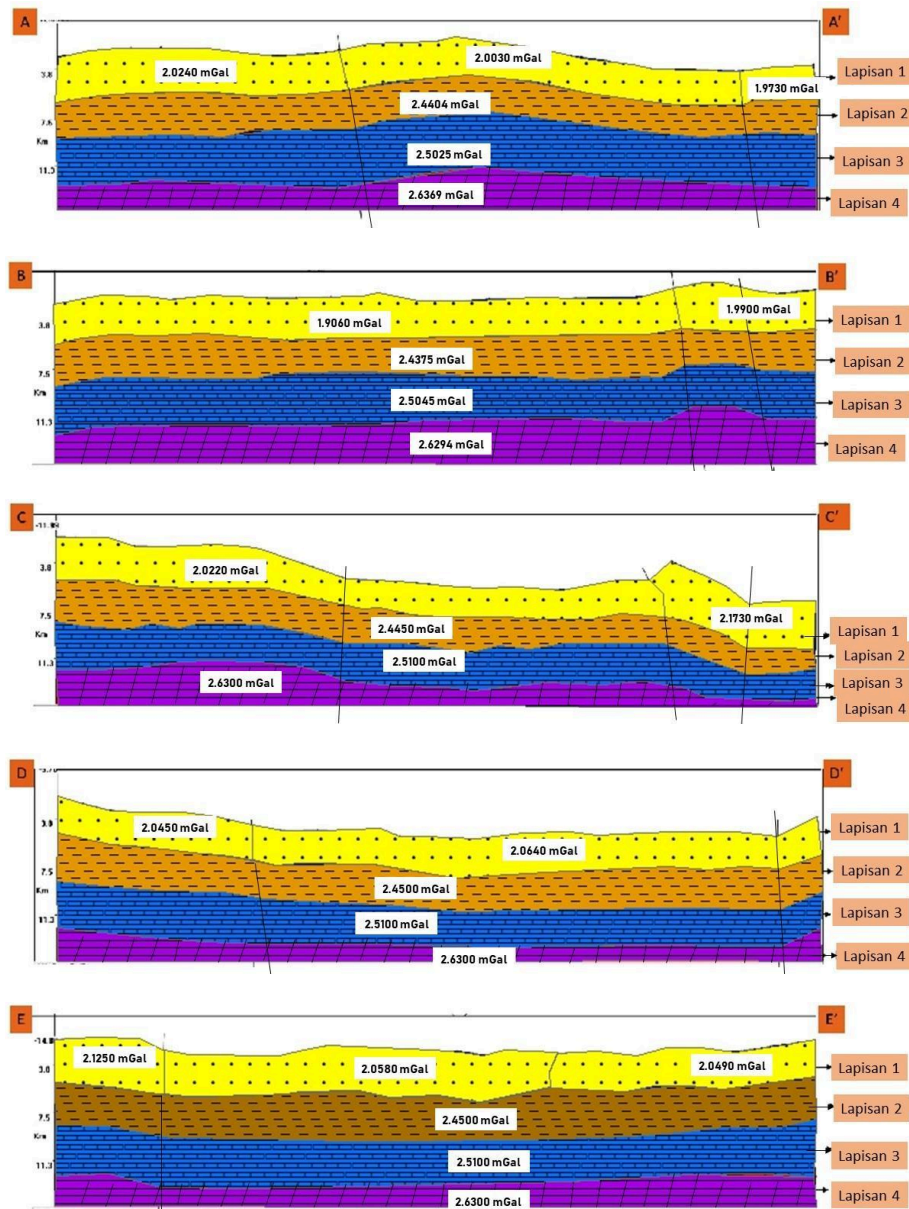 A
A'
2.0240 mGal
2.0030 mGal
1.9730 mGal
Lapisan 1
3.8
2.4404 mGal
Lapisan 2
7.5
Km
2.5025 mGal
Lapisan 3
11.3
2.6369 mGal
Lapisan 4
B
B'
1.9060 mGal
1.9900 mGal
Lapisan 1
3.8
2.4375 mGal
Lapisan 2
7.5
Km
2.5045 mGal
Lapisan 3
11.3
2.6294 mGal
Lapisan 4
C
C'
3.8
2.0220 mGal
2.1730 mGal
Lapisan 1
7.5
Km
2.4450 mGal
Lapisan 2
11.3
2.5100 mGal
Lapisan 3
2.6300 mGal
Lapisan 4
D
D'
2.0450 mGal
2.0640 mGal
Lapisan 1
7.5
Km
2.4500 mGal
Lapisan 2
2.5100 mGal
Lapisan 3
2.6300 mGal
Lapisan 4
E
E'
2.1250 mGal
2.0580 mGal
2.0490 mGal
Lapisan 1
3.8
2.4500 mGal
Lapisan 2
7.5
Km
2.5100 mGal
Lapisan 3
11.3
2.6300 mGal
Lapisan 4